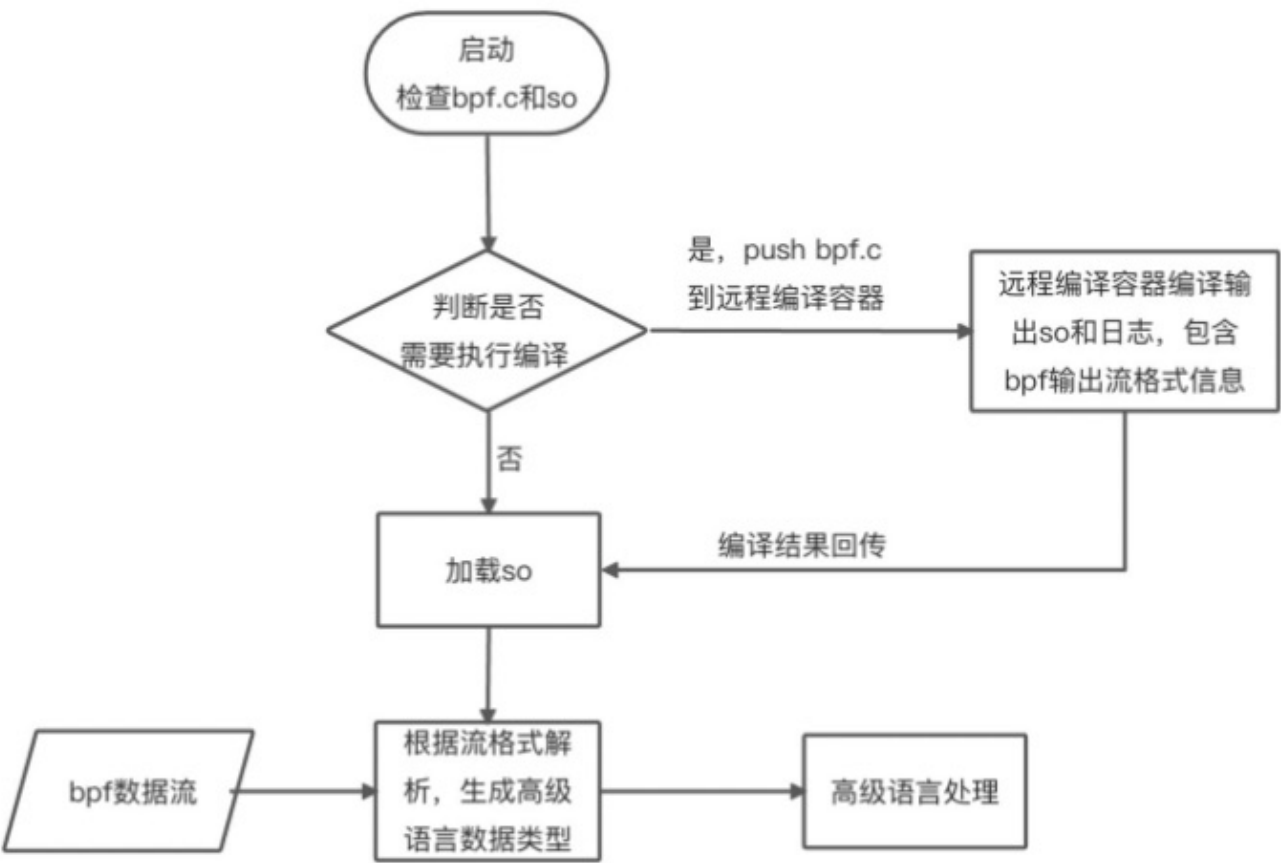 启动
检查bpf.c和so
是，push bpf.c
到远程编译容器
判断是否
需要执行编译
远程编译容器编译输
出so和日志，包含
bpf输出流格式信息
否
编译结果回传
加载so
bpf数据流
根据流格式解
析，生成高级
语言数据类型
高级语言处理